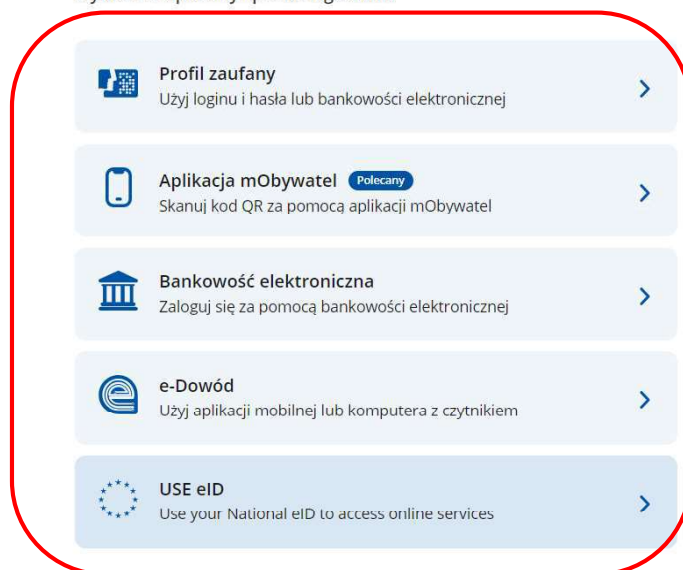 Profil zaufany
Użyj loginu i hasła lub bankowości elektronicznej
Aplikacja mObywatel Polecany
Skanuj kod QR za pomocą aplikacji mObywatel
Bankowość elektroniczna
Zaloguj się za pomocą bankowości elektronicznej
e-Dowód
Użyj aplikacji mobilnej lub komputera z czytnikiem
USE eID
Use your National eID to access online services